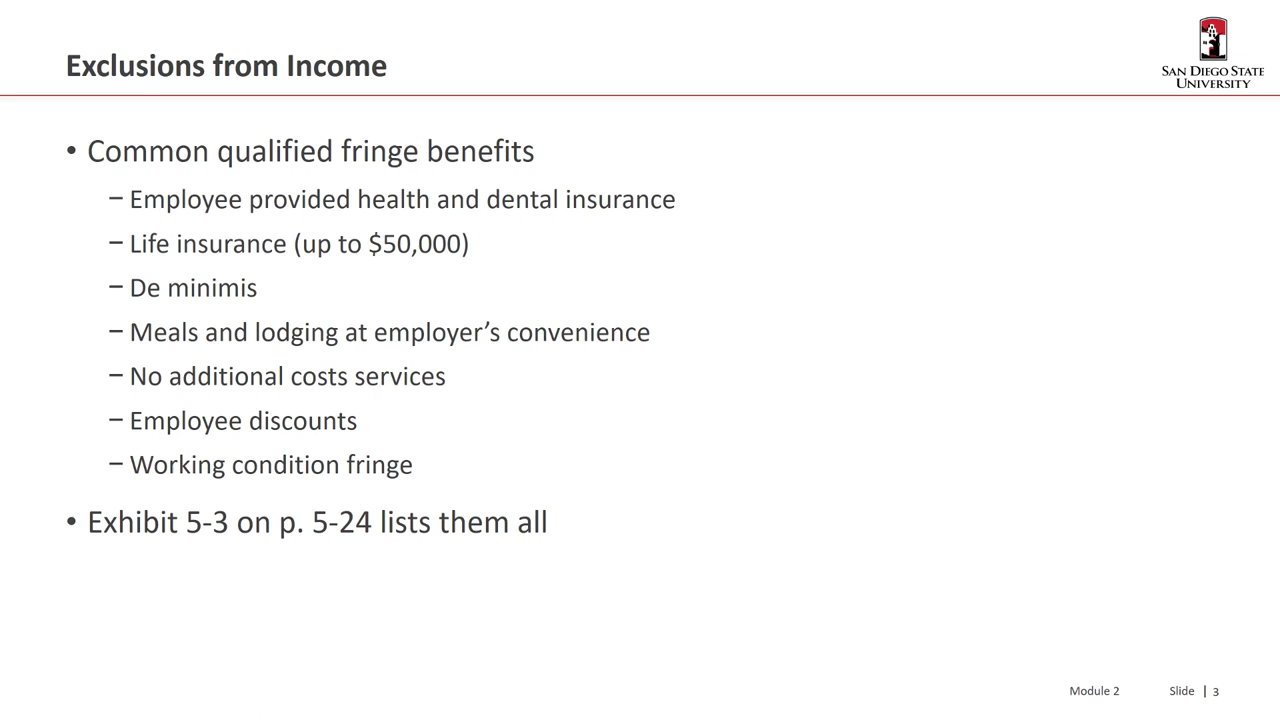 Exclusions from Income
SAN DIEGO STATE
UNIVERSITY
• Common qualified fringe benefits
– Employee provided health and dental insurance
– Life insurance (up to $50,000)
– De minimis
– Meals and lodging at employer’s convenience
– No additional costs services
– Employee discounts
– Working condition fringe
• Exhibit 5-3 on p. 5-24 lists them all
Module 2 Slide | 3